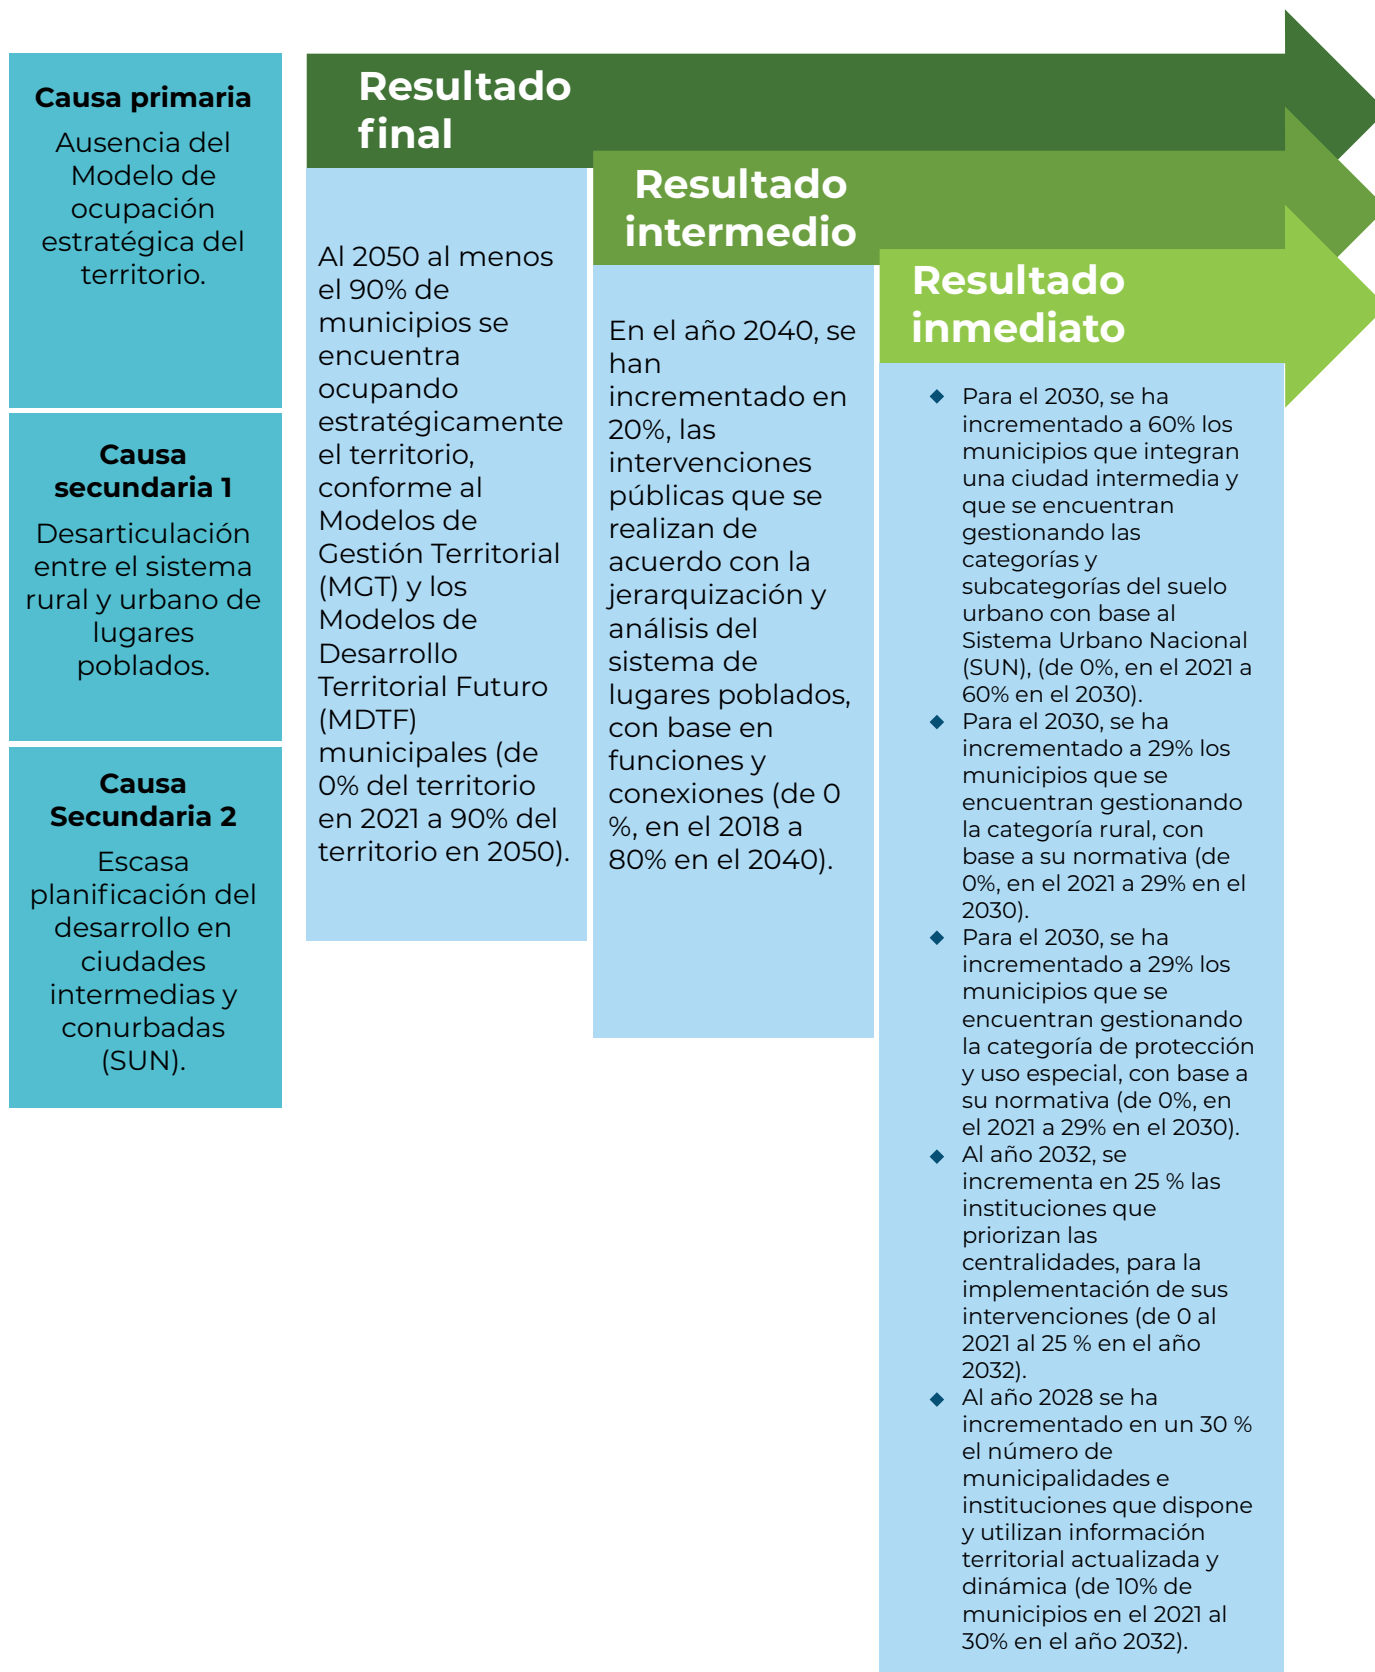 Causa primaria
Ausencia del
Modelo de
ocupación
estratégica del
territorio.
Causa
secundaria 1
Desarticulación
entre el sistema
rural y urbano de
lugares
poblados.
Causa
Secundaria 2
Escasa
planificación del
desarrollo en
ciudades
intermedias y
conurbadas
(SUN).
Resultado
final
Al 2050 al menos
el 90% de
municipios se
encuentra
ocupando
estratégicamente
el territorio,
conforme al
Modelos de
Gestión Territorial
(MGT) y los
Modelos de
Desarrollo
Territorial Futuro
(MDTF)
municipales (de
0% del territorio
en 2021 a 90% del
territorio en 2050).
Resultado
intermedio
En el año 2040, se
han
incrementado en
20%, las
intervenciones
públicas que se
realizan de
acuerdo con la
jerarquización y
análisis del
sistema de
lugares poblados,
con base en
funciones y
conexiones (de 0
%, en el 2018 a
80% en el 2040).
Resultado
inmediato
◆ Para el 2030, se ha
incrementado a 60% los
municipios que integran
una ciudad intermedia y
que se encuentran
gestionando las
categorías y
subcategorías del suelo
urbano con base al
Sistema Urbano Nacional
(SUN), (de 0%, en el 2021 a
60% en el 2030).
◆ Para el 2030, se ha
incrementado a 29% los
municipios que se
encuentran gestionando
la categoría rural, con
base a su normativa (de
0%, en el 2021 a 29% en el
2030).
◆ Para el 2030, se ha
incrementado a 29% los
municipios que se
encuentran gestionando
la categoría de protección
y uso especial, con base a
su normativa (de 0%, en
el 2021 a 29% en el 2030).
◆ Al año 2032, se
incrementa en 25 % las
instituciones que
priorizan las
centralidades, para la
implementación de sus
intervenciones (de 0 al
2021 al 25 % en el año
2032).
◆ Al año 2028 se ha
incrementado en un 30 %
el número de
municipalidades e
instituciones que dispone
y utilizan información
territorial actualizada y
dinámica (de 10% de
municipios en el 2021 al
30% en el año 2032).